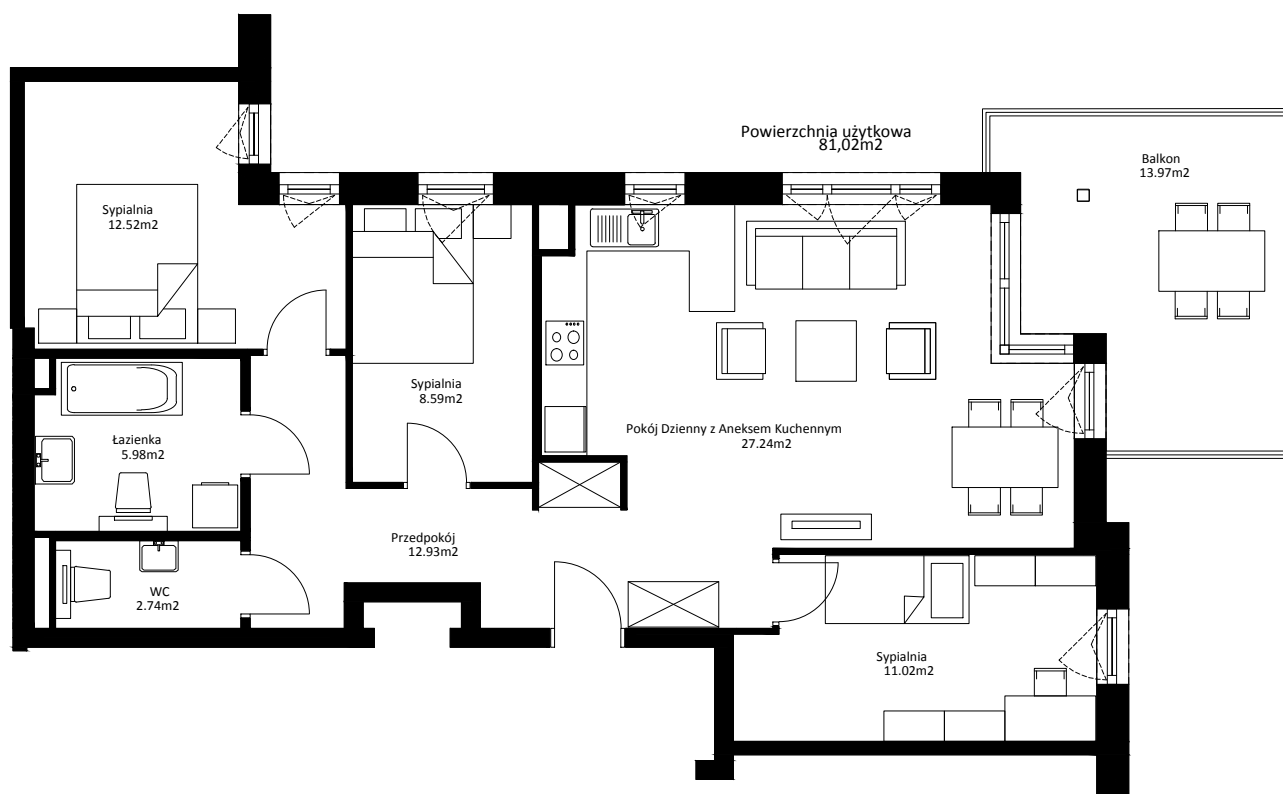 Powierzchnia użytkowa
81,02m2
Balkon
13.97m2
Sypialnia
12.52m2
Sypialnia
8.59m2
Pokój Dzienny z Aneksem Kuchennym
27.24m2
Łazienka
5.98m2
Przedpokój
12.93m2
WC
2.74m2
Sypialnia
11.02m2